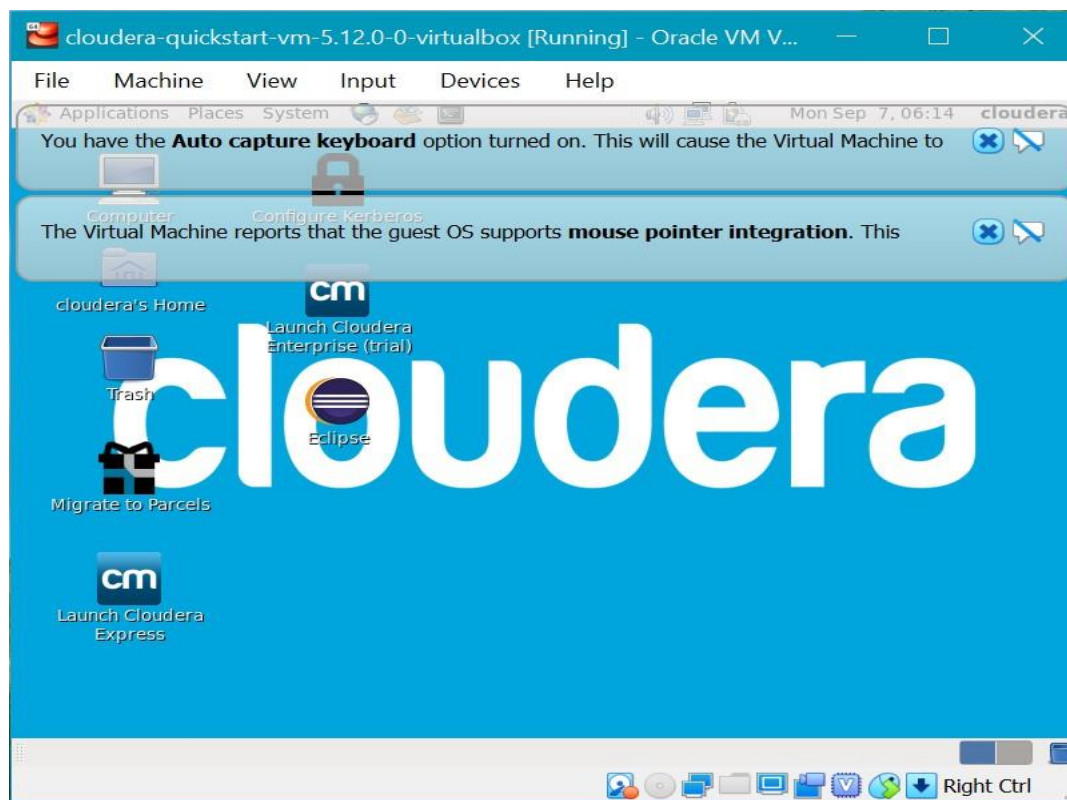 64
cloudera-quickstart-vm-5.12.0-0-virtualbox [Running] - Oracle VM V...
File Machine View Input Devices Help
Applications Places System Mon Sep 7, 06:14 cloudera
You have the Auto capture keyboard option turned on. This will cause the Virtual Machine to
Computer Configure Kerberos
The Virtual Machine reports that the guest OS supports mouse pointer integration. This
cm
cloudera's Home
Launch Cloudera
Enterprise (trial)
cloudera
Trash
Eclipse
Migrate to Parcels
cm
Launch Cloudera
Express
V
Right Ctrl